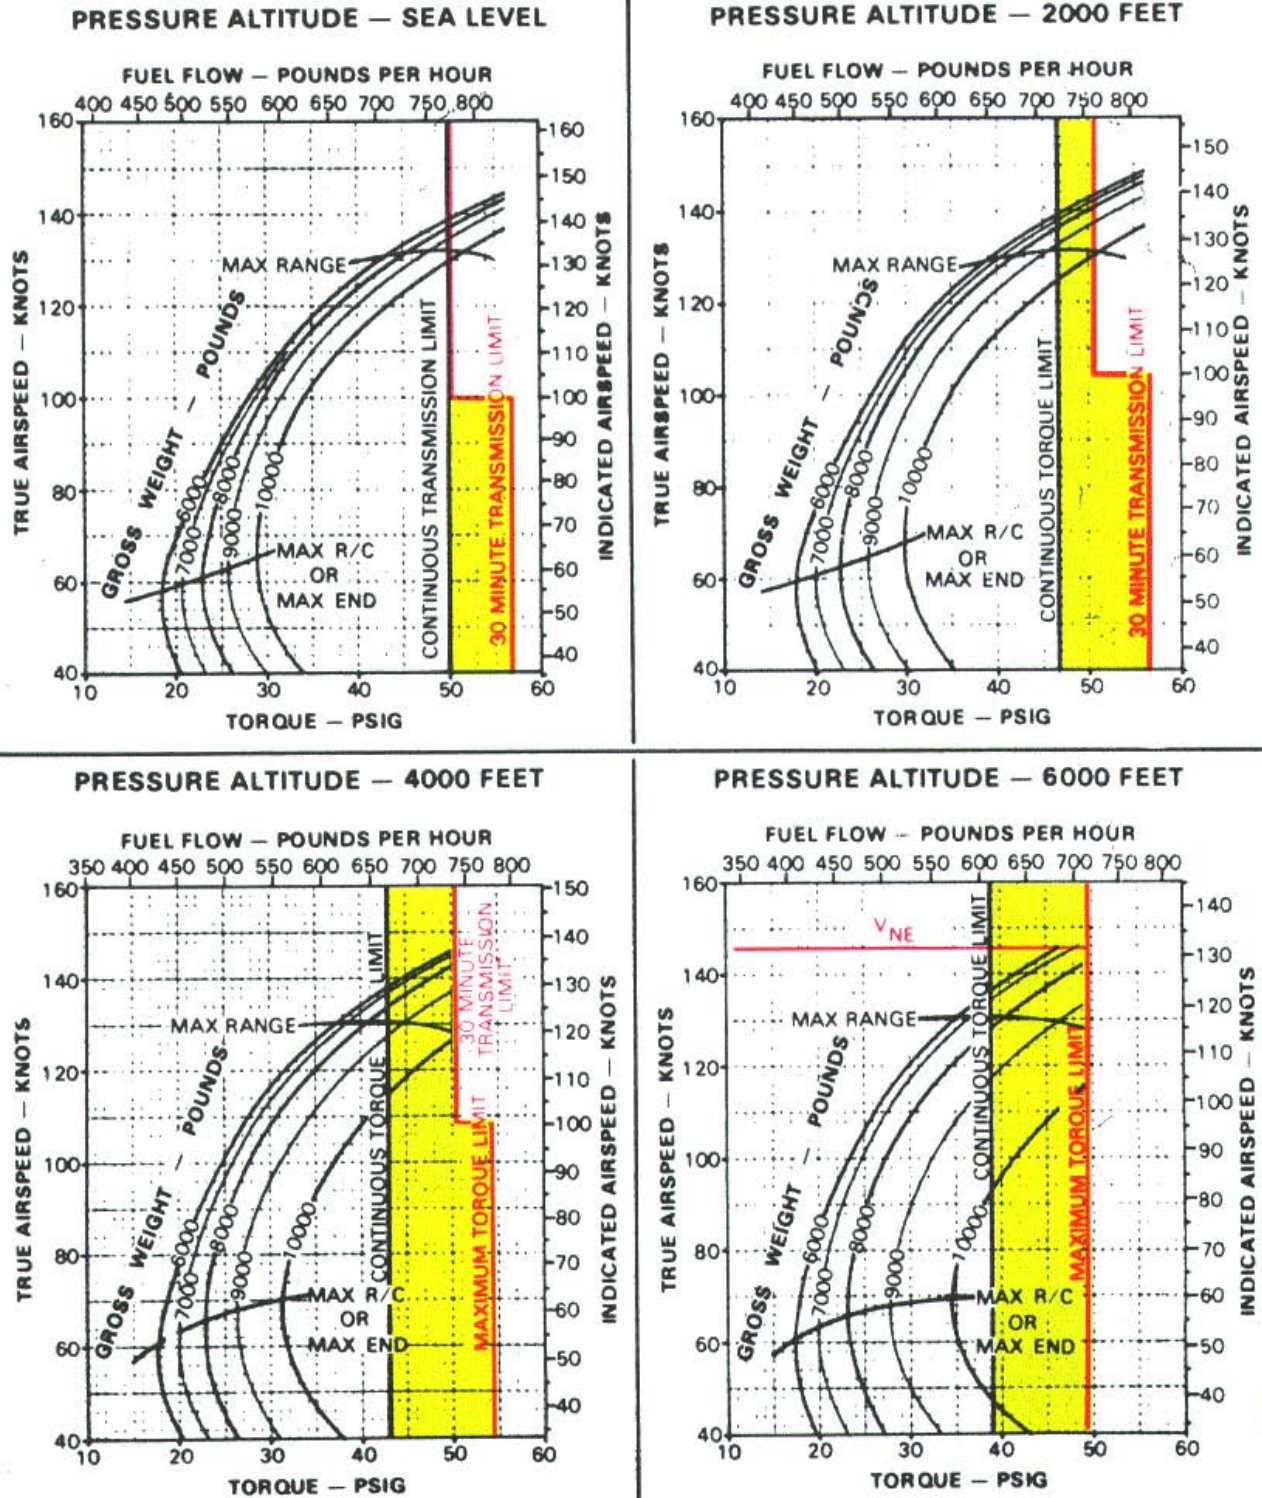 PRESSURE ALTITUDE — SEA LEVEL
FUEL FLOW — POUNDS PER HOUR
400 450 500 550 600 650 700 750 800
160
140
120
100
80
60
40
TRUE AIRSPEED — KNOTS
160
150
140
130
120
110
100
90
80
70
60
50
40
INDICATED AIRSPEED — KNOTS
MAX RANGE
GROSS WEIGHT — POUNDS
6000
7000
8000
9000
10000
MAX R/C
OR
MAX END
CONTINUOUS TRANSMISSION LIMIT
30 MINUTE TRANSMISSION LIMIT
10 20 30 40 50 60
TORQUE — PSIG
PRESSURE ALTITUDE — 2000 FEET
FUEL FLOW — POUNDS PER HOUR
400 450 500 550 600 650 700 750 800
160
140
120
100
80
60
40
TRUE AIRSPEED — KNOTS
150
140
130
120
110
100
90
80
70
60
50
40
INDICATED AIRSPEED — KNOTS
MAX RANGE
GROSS WEIGHT — POUNDS
6000
7000
8000
9000
10000
MAX R/C
OR
MAX END
CONTINUOUS TORQUE LIMIT
30 MINUTE TRANSMISSION LIMIT
10 20 30 40 50 60
TORQUE — PSIG
PRESSURE ALTITUDE — 4000 FEET
FUEL FLOW — POUNDS PER HOUR
350 400 450 500 550 600 650 700 750 800
160
140
120
100
80
60
40
TRUE AIRSPEED — KNOTS
150
140
130
120
110
100
90
80
70
60
50
40
INDICATED AIRSPEED — KNOTS
MAX RANGE
GROSS WEIGHT — POUNDS
6000
7000
8000
9000
10000
MAX R/C
OR
MAX END
CONTINUOUS TORQUE LIMIT
30 MINUTE
TRANSMISSION
LIMIT
MAXIMUM TORQUE LIMIT
10 20 30 40 50 60
TORQUE — PSIG
PRESSURE ALTITUDE — 6000 FEET
FUEL FLOW — POUNDS PER HOUR
350 400 450 500 550 600 650 700 750 800
160
140
120
100
80
60
40
TRUE AIRSPEED — KNOTS
140
130
120
110
100
90
80
70
60
50
40
INDICATED AIRSPEED — KNOTS
VNE
MAX RANGE
GROSS WEIGHT — POUNDS
6000
7000
8000
9000
10000
MAX R/C
OR
MAX END
CONTINUOUS TORQUE LIMIT
MAXIMUM TORQUE LIMIT
10 20 30 40 50 60
TORQUE — PSIG